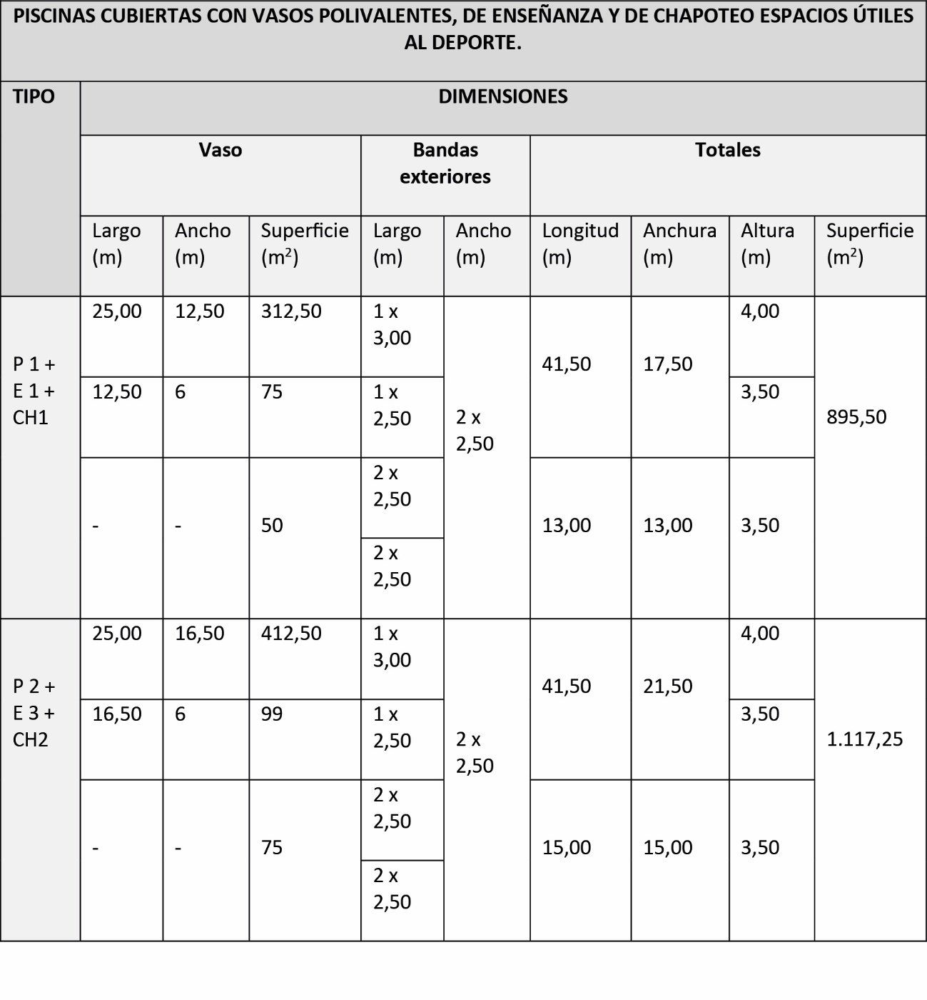 PISCINAS CUBIERTAS CON VASOS POLIVALENTES, DE ENSEÑANZA Y DE CHAPOTEO ESPACIOS ÚTILES
AL DEPORTE.
TIPO
DIMENSIONES
Vaso
Bandas
exteriores
Totales
Largo
(m)
Ancho
(m)
Superficie
(m²)
Largo
(m)
Ancho
(m)
Longitud
(m)
Anchura
(m)
Altura
(m)
Superficie
(m²)
P 1 +
E 1 +
CH1
25,00
12,50
312,50
1 x
3,00
2 x
2,50
41,50
17,50
4,00
895,50
12,50
6
75
1 x
2,50
3,50
-
-
50
2 x
2,50
13,00
13,00
3,50
2 x
2,50
P 2 +
E 3 +
CH2
25,00
16,50
412,50
1 x
3,00
2 x
2,50
41,50
21,50
4,00
1.117,25
16,50
6
99
1 x
2,50
3,50
-
-
75
2 x
2,50
15,00
15,00
3,50
2 x
2,50